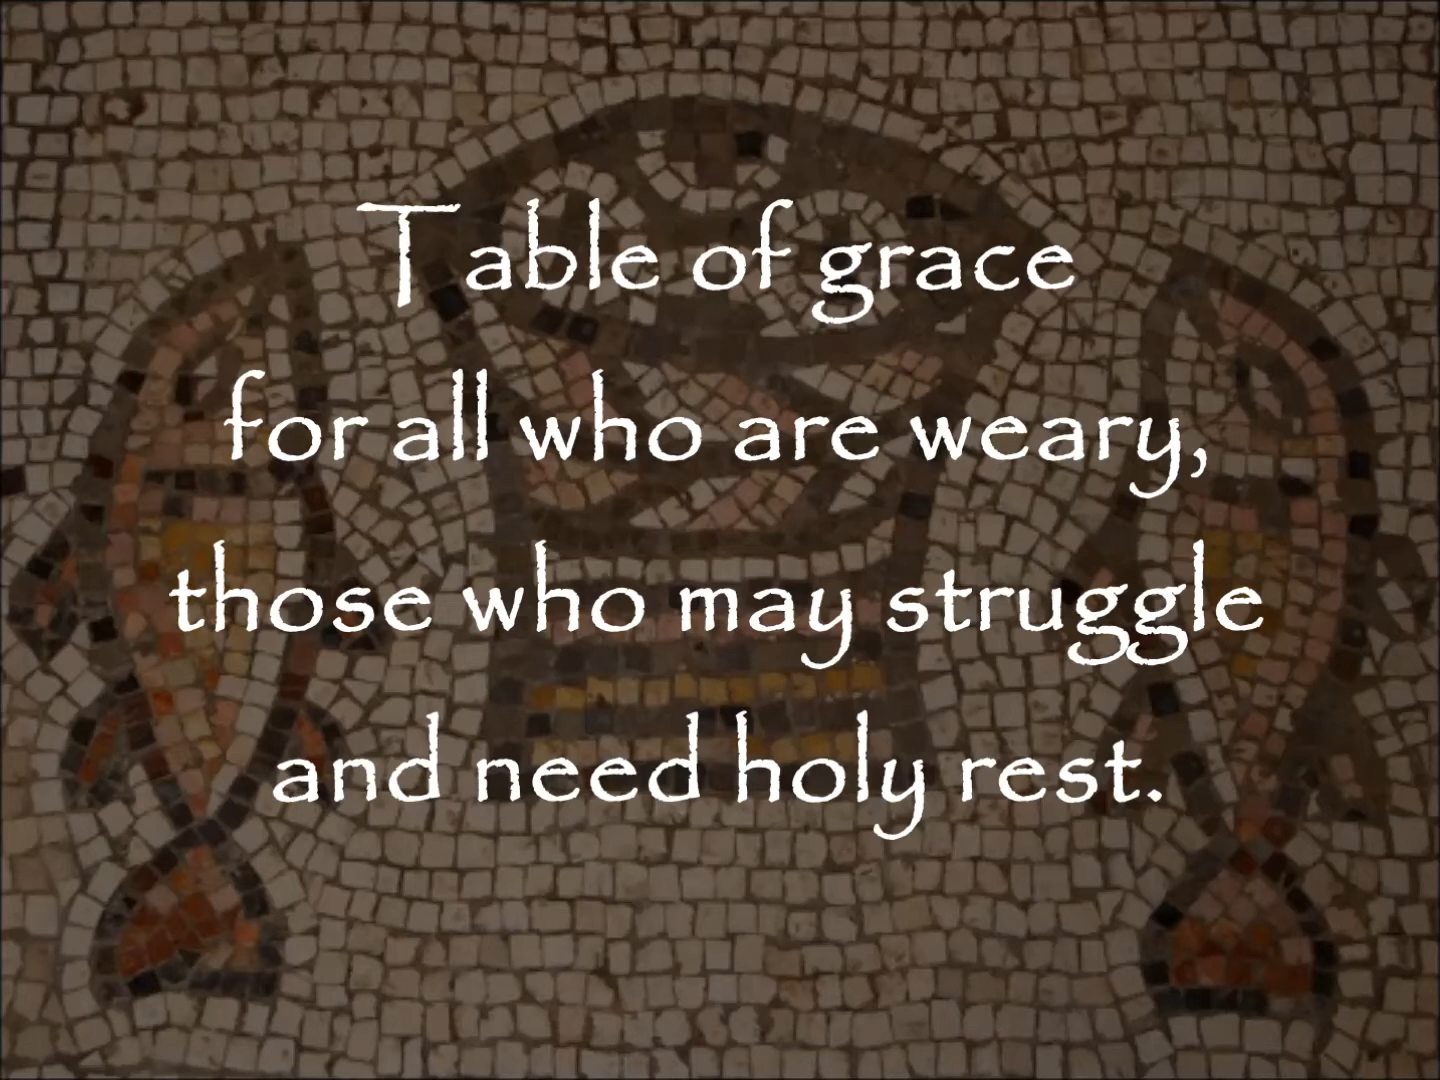 Table of grace
for all who are weary,
those who may struggle
and need holy rest.